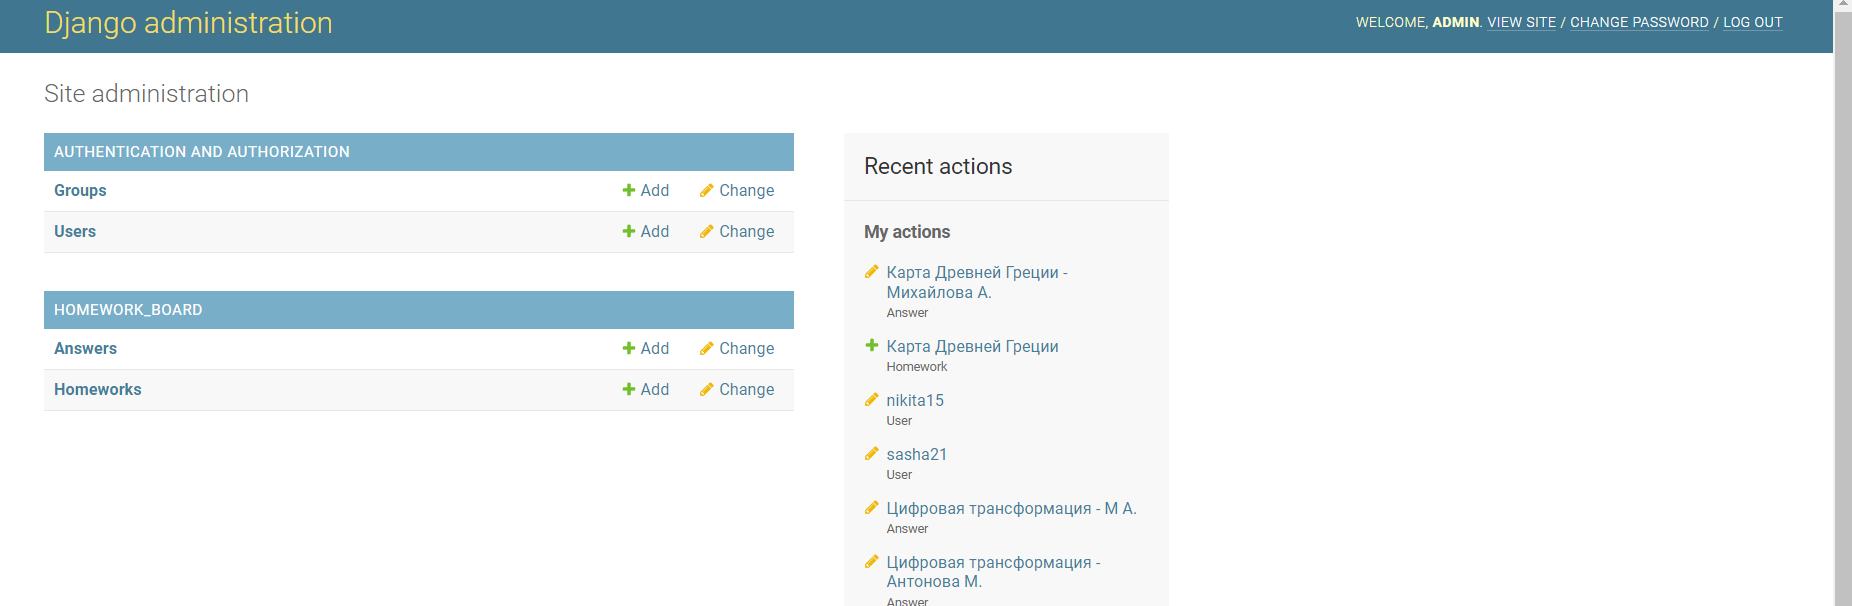 Django administration
WELCOME, ADMIN. VIEW SITE / CHANGE PASSWORD / LOG OUT
Site administration
AUTHENTICATION AND AUTHORIZATION
Groups Add Change
Users Add Change
HOMEWORK_BOARD
Answers Add Change
Homeworks Add Change
Recent actions
My actions
Карта Древней Греции -
Михайлова А.
Answer
Карта Древней Греции
Homework
nikita15
User
sasha21
User
Цифровая трансформация - М А.
Answer
Цифровая трансформация -
Антонова М.
Answer